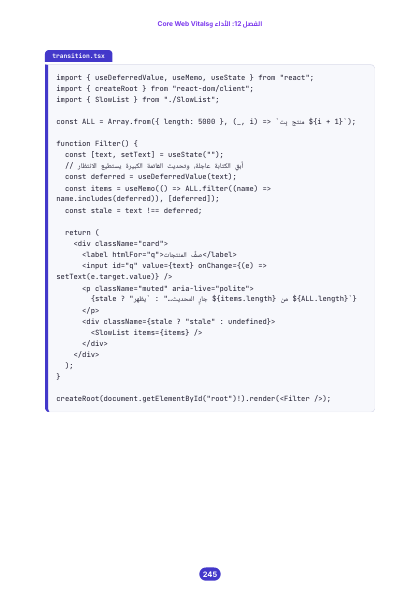 الفصل 12: الأداء وCore Web Vitals
transition.tsx
import { useDeferredValue, useMemo, useState } from "react";
import { createRoot } from "react-dom/client";
import { SlowList } from "./SlowList";
const ALL = Array.from({ length: 5000 }, (_, i) => `منتج بِت ${i + 1}`);
function Filter() {
const [text, setText] = useState("");
// أبقِ الكتابة عاجلة، وتحديث القائمة الكبيرة يستطيع الانتظار
const deferred = useDeferredValue(text);
const items = useMemo(() => ALL.filter((name) =>
name.includes(deferred)), [deferred]);
const stale = text !== deferred;
return (
<div className="card">
<label htmlFor="q">صفِّ المنتجات</label>
<input id="q" value={text} onChange={(e) =>
setText(e.target.value)} />
<p className="muted" aria-live="polite">
{stale ? "جارٍ التحديث…" : `يظهر ${items.length} من ${ALL.length}`}
</p>
<div className={stale ? "stale" : undefined}>
<SlowList items={items} />
</div>
</div>
);
}
createRoot(document.getElementById("root")!).render(<Filter />);
245